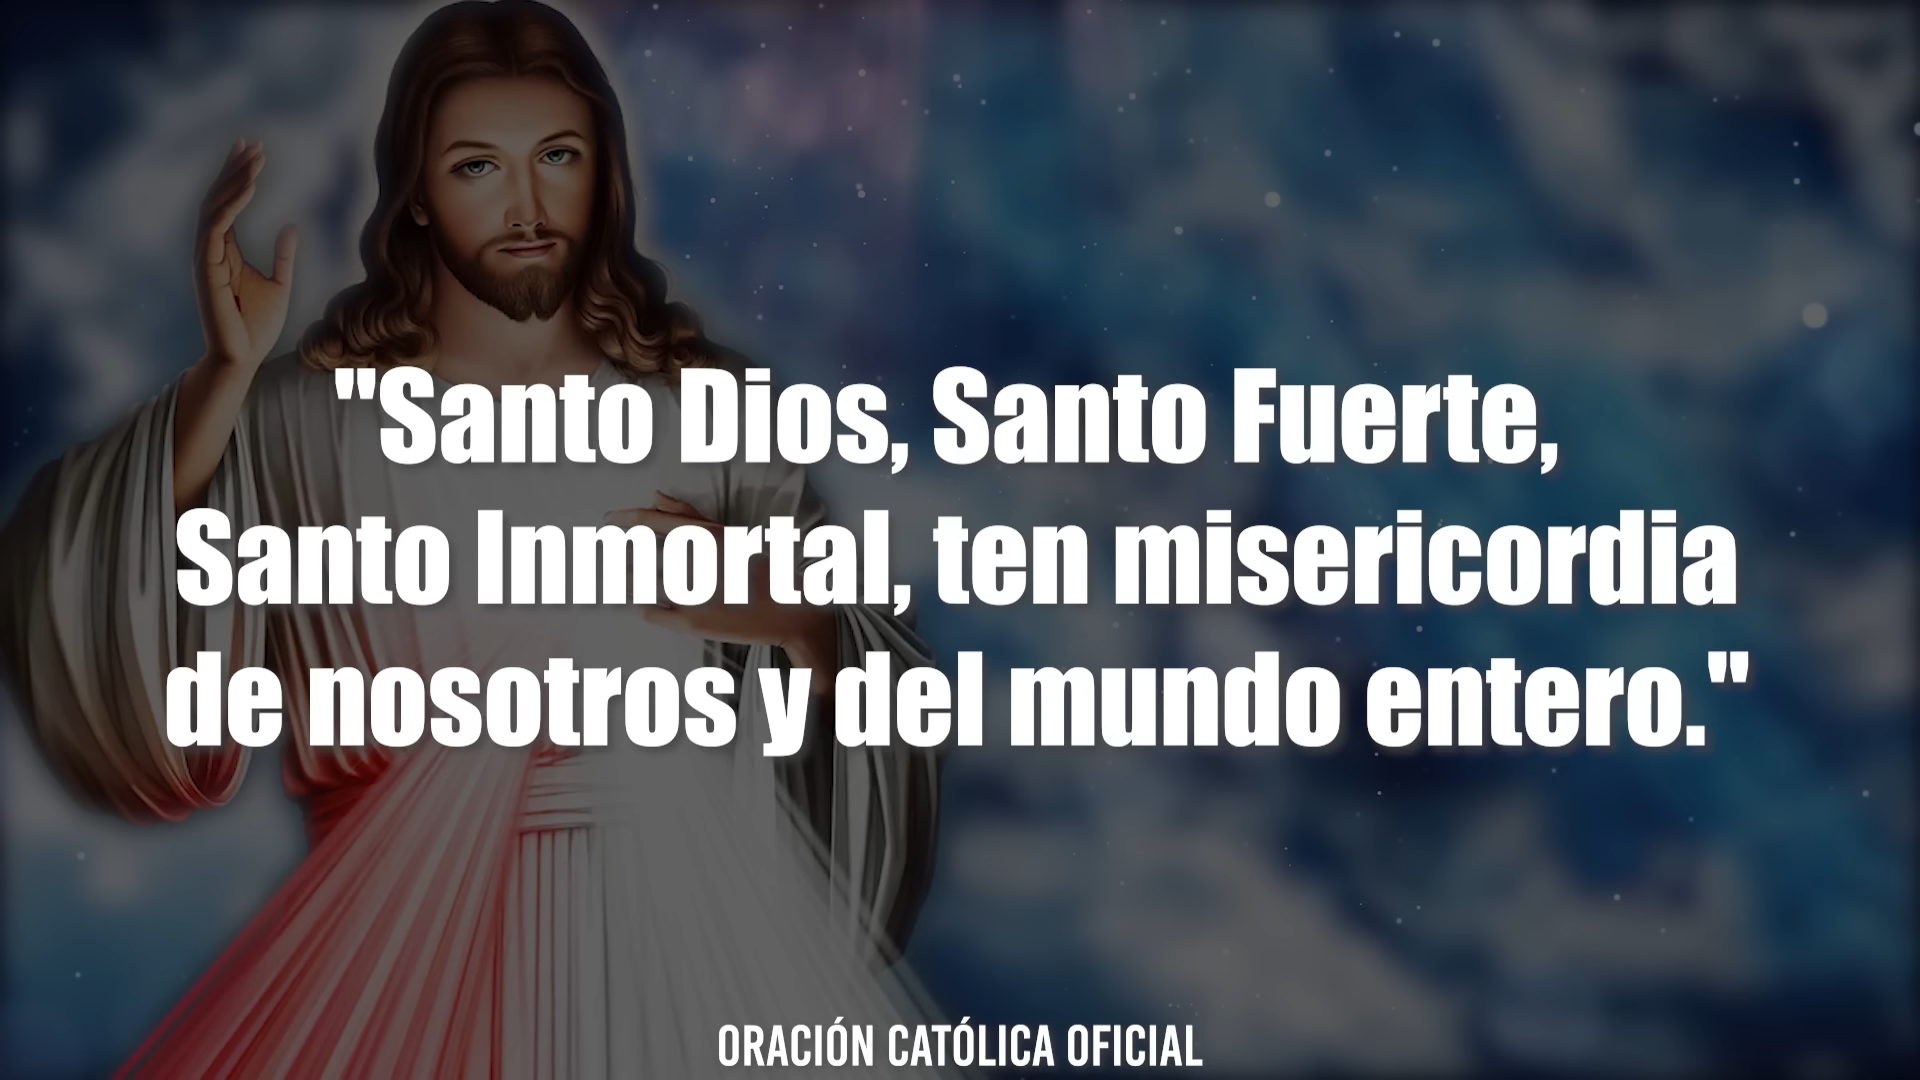 "Santo Dios, Santo Fuerte,
Santo Inmortal, ten misericordia
de nosotros y del mundo entero."
ORACIÓN CATÓLICA OFICIAL